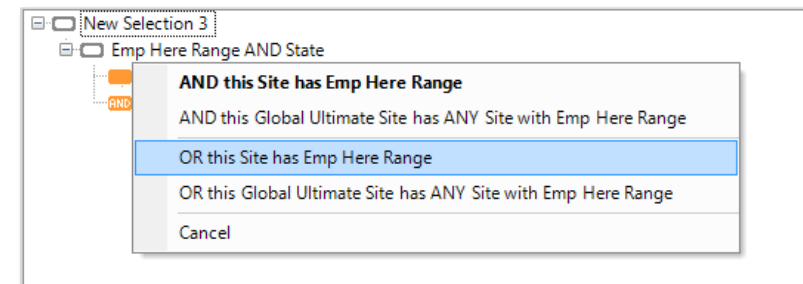 New Selection 3
Emp Here Range AND State
AND this Site has Emp Here Range
AND
AND this Global Ultimate Site has ANY Site with Emp Here Range
OR this Site has Emp Here Range
OR this Global Ultimate Site has ANY Site with Emp Here Range
Cancel